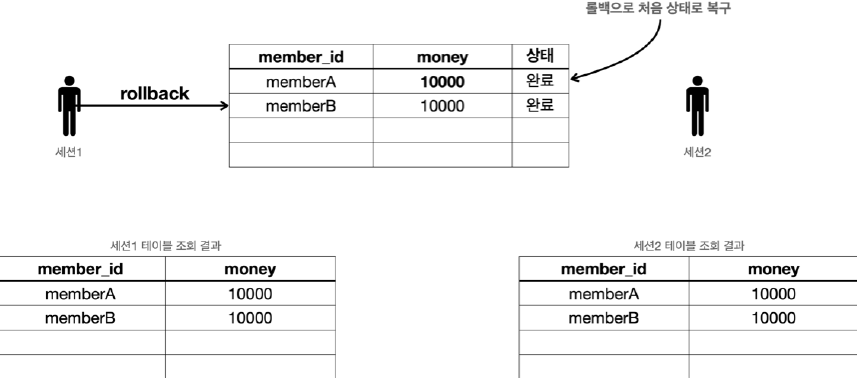 롤백으로 처음 상태로 복구
member_id money 상태
memberA 10000 완료
rollback
memberB 10000 완료
세션1
세션2
세션1 테이블 조회 결과
member_id money
memberA 10000
memberB 10000
세션2 테이블 조회 결과
member_id money
memberA 10000
memberB 10000